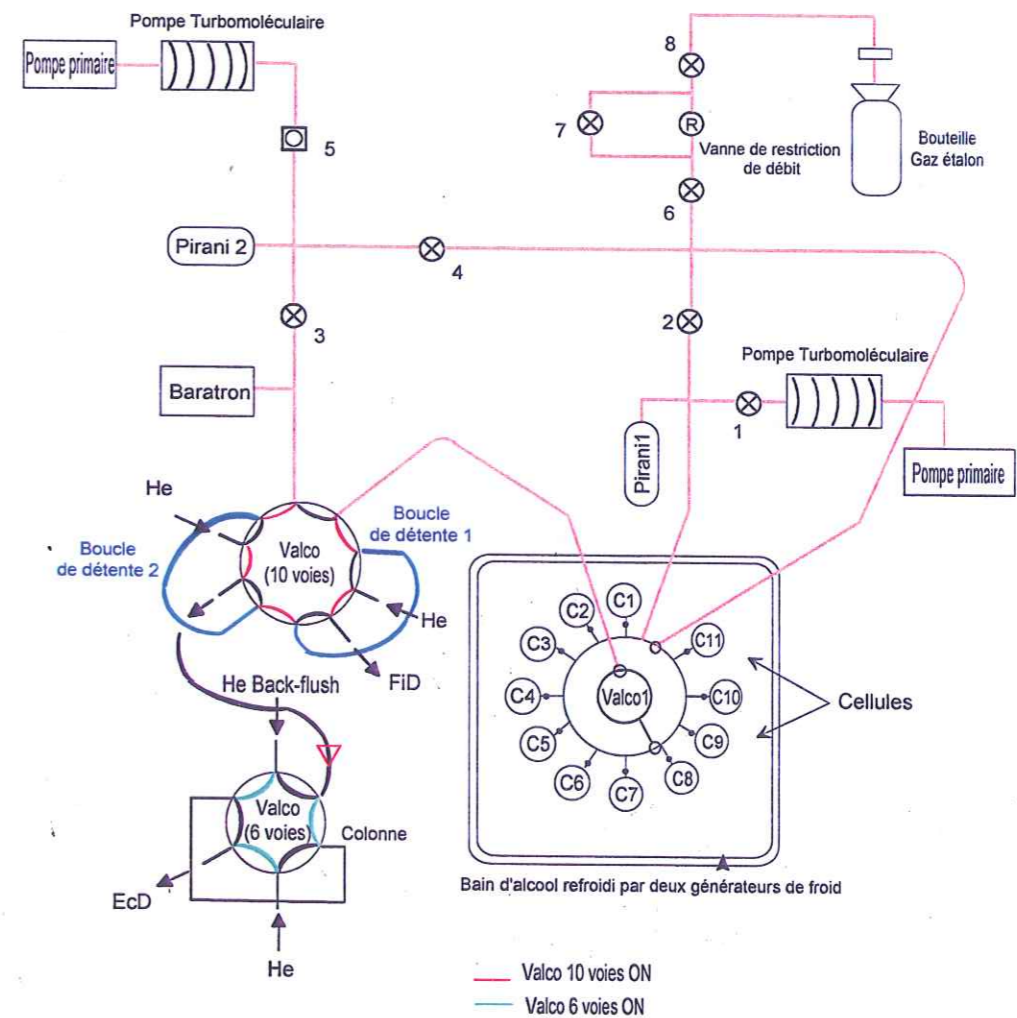 Pompe Turbomoléculaire
Pompe primaire
5
8
7
R
Vanne de restriction
de débit
Bouteille
Gaz étalon
6
Pirani 2
4
3
2
Baratron
Pompe Turbomoléculaire
1
Pirani1
Pompe primaire
He
Boucle
de détente 2
Valco
(10 voies)
Boucle
de détente 1
He
FiD
He Back-flush
Valco
(6 voies)
Colonne
EcD
He
C1
C2
C3
C4
C5
C6
C7
C8
C9
C10
C11
Valco1
Cellules
Bain d'alcool refroidi par deux générateurs de froid
Valco 10 voies ON
Valco 6 voies ON